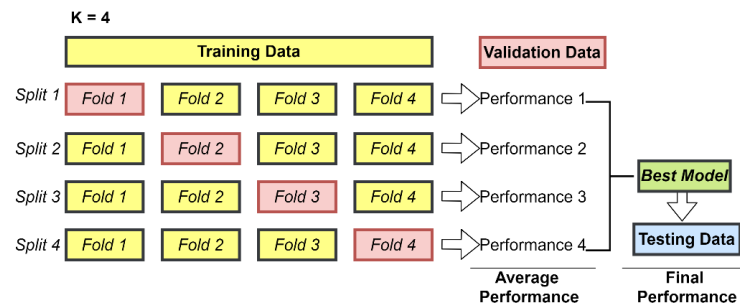 K = 4
Training Data
Validation Data
Split 1 Fold 1 Fold 2 Fold 3 Fold 4 Performance 1
Split 2 Fold 1 Fold 2 Fold 3 Fold 4 Performance 2
Split 3 Fold 1 Fold 2 Fold 3 Fold 4 Performance 3
Split 4 Fold 1 Fold 2 Fold 3 Fold 4 Performance 4
Best Model
Testing Data
Average
Performance
Final
Performance